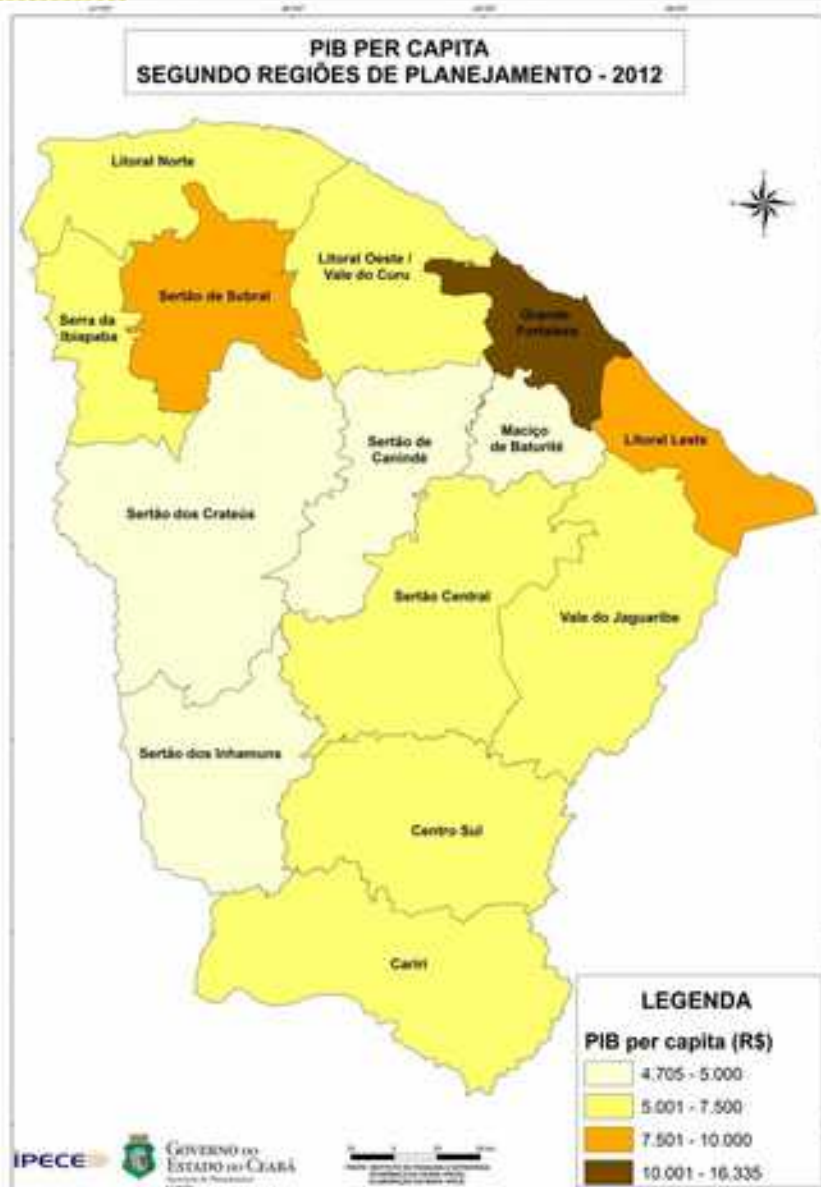 PIB PER CAPITA
SEGUNDO REGIÕES DE PLANEJAMENTO - 2012
Litoral Norte
Litoral Oeste /
Vale do Curu
Sertão de Sobral
Serra da
Ibiapaba
Grande
Fortaleza
Sertão de
Canindé
Maciço
de Baturité
Litoral Leste
Sertão dos Crateús
Sertão Central
Vale do Jaguaribe
Sertão dos Inhamuns
Centro Sul
Cariri
LEGENDA
PIB per capita (R$)
4.705 - 5.000
5.001 - 7.500
7.501 - 10.000
10.001 - 16.335
IPECE
GOVERNO DO
ESTADO DO CEARÁ